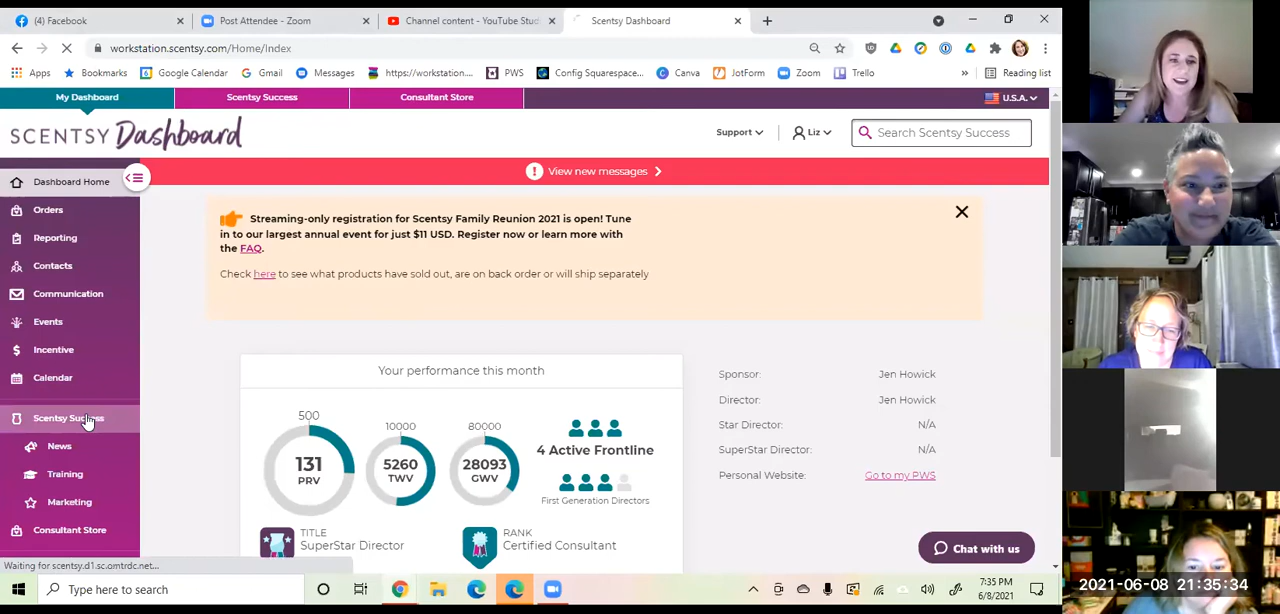 (4) Facebook
Post Attendee - Zoom
Channel content - YouTube Stud
Scentsy Dashboard
workstation.scentsy.com/Home/Index
Apps
Bookmarks
Google Calendar
Gmail
Messages
https://workstation....
PWS
Config Squarespace...
Canva
JotForm
Zoom
Trello
»
Reading list
My Dashboard
Scentsy Success
Consultant Store
U.S.A.
SCENTSY Dashboard
Support
Liz
Search Scentsy Success
View new messages
Dashboard Home
Orders
Reporting
Contacts
Communication
Events
Incentive
Calendar
Scentsy Success
News
Training
Marketing
Consultant Store
Streaming-only registration for Scentsy Family Reunion 2021 is open! Tune
in to our largest annual event for just $11 USD. Register now or learn more with
the FAQ.
Check here to see what products have sold out, are on back order or will ship separately
Your performance this month
500
131
PRV
10000
5260
TWV
80000
28093
GWV
4 Active Frontline
First Generation Directors
TITLE
SuperStar Director
RANK
Certified Consultant
Sponsor: Jen Howick
Director: Jen Howick
Star Director: N/A
SuperStar Director: N/A
Personal Website: Go to my PWS
Chat with us
Waiting for scentsy.d1.sc.omtrdc.net...
Type here to search
7:35 PM
6/8/2021
2021-06-08 21:35:34